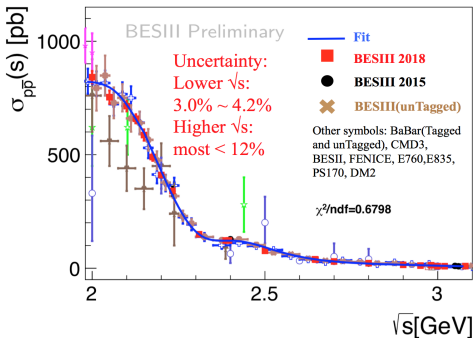 BESIII Preliminary
σpp̄(s) [pb]
1000
500
0
2
2.5
3
√s[GeV]
Uncertainty:
Lower √s:
3.0% ~ 4.2%
Higher √s:
most < 12%
Fit
BESIII 2018
BESIII 2015
BESIII(unTagged)
Other symbols: BaBar(Tagged
and unTagged), CMD3,
BESII, FENICE, E760,E835,
PS170, DM2
χ²/ndf=0.6798